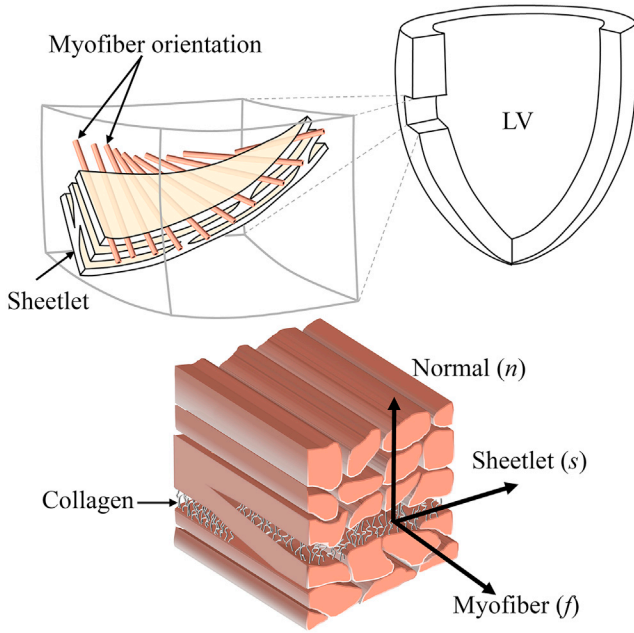 Myofiber orientation
LV
Sheetlet
Normal (n)
Sheetlet (s)
Collagen
Myofiber (f)